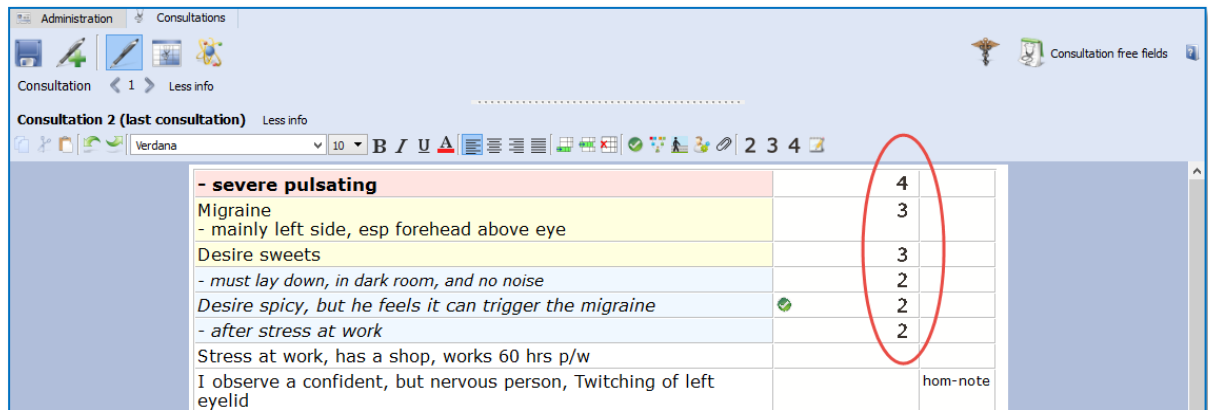 Administration Consultations
Consultation free fields
Consultation 1 Less info
Consultation 2 (last consultation) Less info
Verdana 10 B I U A 2 3 4
- severe pulsating 4
Migraine 3
- mainly left side, esp forehead above eye
Desire sweets 3
- must lay down, in dark room, and no noise 2
Desire spicy, but he feels it can trigger the migraine 2
- after stress at work 2
Stress at work, has a shop, works 60 hrs p/w
I observe a confident, but nervous person, Twitching of left hom-note
eyelid